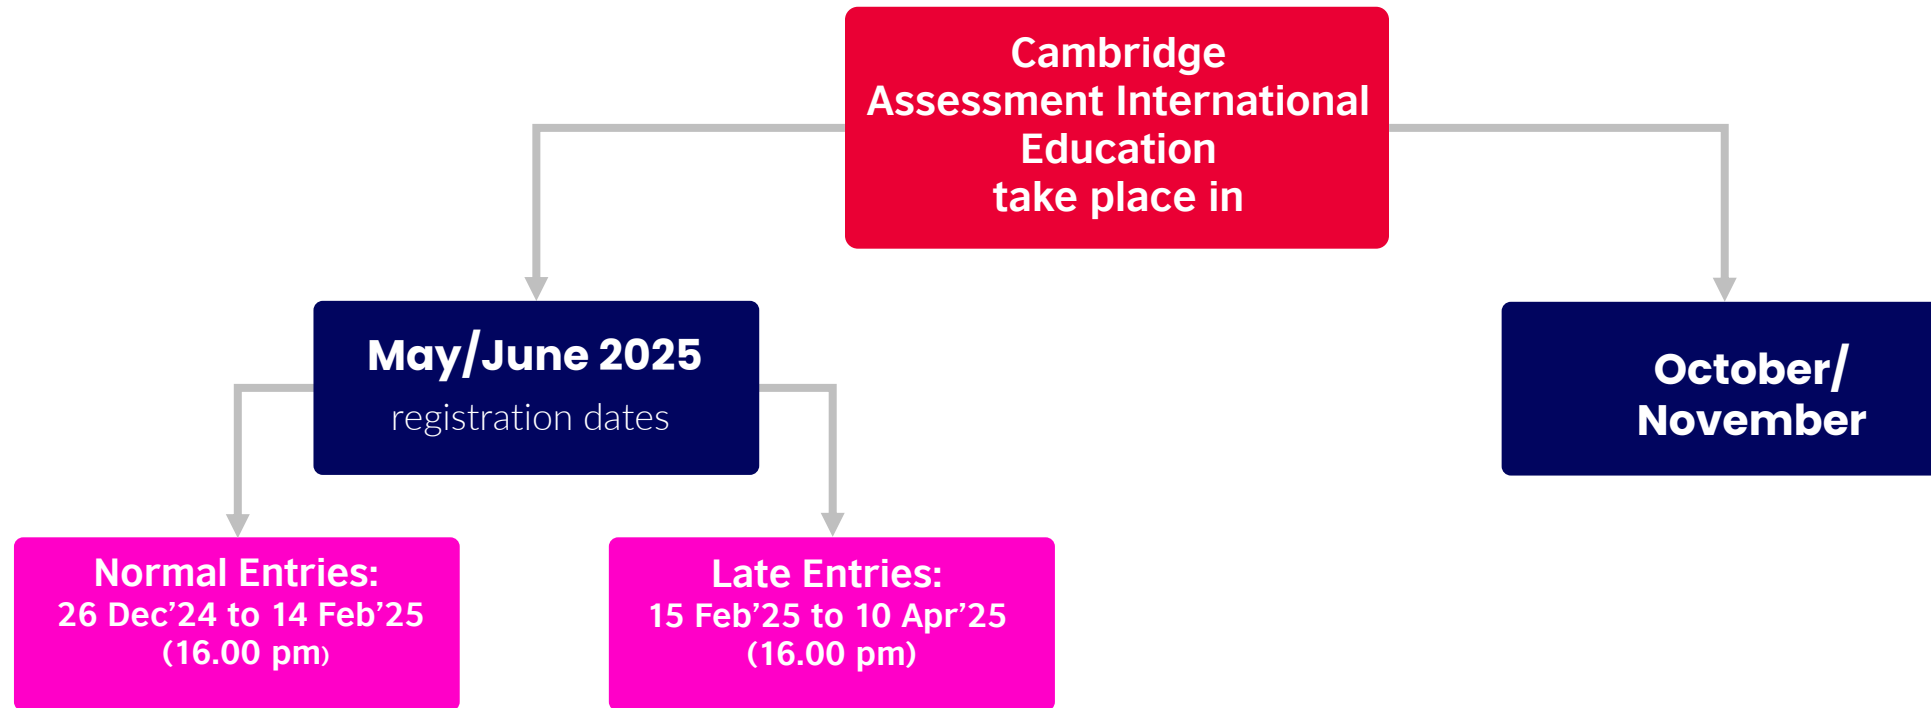 Cambridge
Assessment International
Education
take place in
May/June 2025
registration dates
October/
November
Normal Entries:
26 Dec’24 to 14 Feb’25
(16.00 pm)
Late Entries:
15 Feb’25 to 10 Apr’25
(16.00 pm)